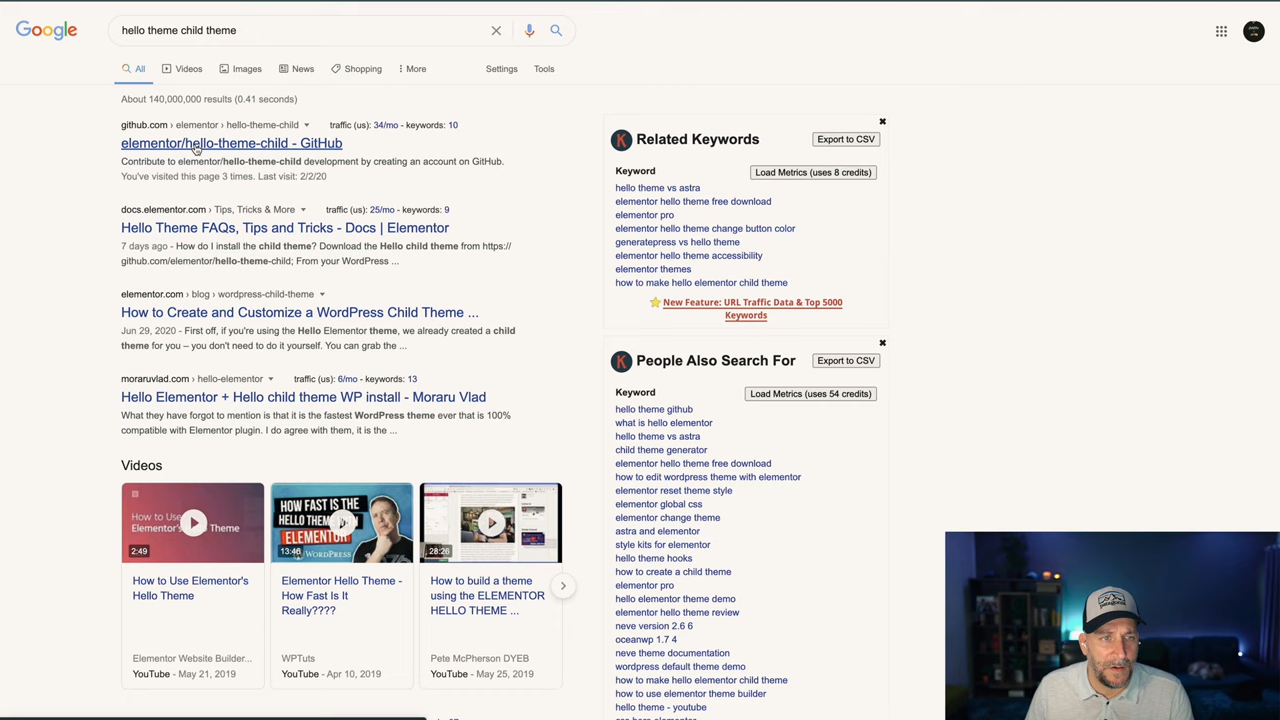 Google
hello theme child theme
All
Videos
Images
News
Shopping
More
Settings
Tools
About 140,000,000 results (0.41 seconds)
github.com › elementor › hello-theme-child traffic (us): 34/mo - keywords: 10
elementor/hello-theme-child - GitHub
Contribute to elementor/hello-theme-child development by creating an account on GitHub.
You've visited this page 3 times. Last visit: 2/2/20
docs.elementor.com › Tips, Tricks & More traffic (us): 25/mo - keywords: 9
Hello Theme FAQs, Tips and Tricks - Docs | Elementor
7 days ago - How do I install the child theme? Download the Hello child theme from https://
github.com/elementor/hello-theme-child; From your WordPress ...
elementor.com › blog › wordpress-child-theme
How to Create and Customize a WordPress Child Theme ...
Jun 29, 2020 - First off, if you're using the Hello Elementor theme, we already created a child
theme for you – you don't need to do it yourself. You can grab the ...
moraruvlad.com › hello-elementor traffic (us): 6/mo - keywords: 13
Hello Elementor + Hello child theme WP install - Moraru Vlad
What they have forgot to mention is that it is the fastest WordPress theme ever that is 100%
compatible with Elementor plugin. I do agree with them, it is the ...
Videos
How to Us
Elementor's Theme
2:49
HOW FAST IS THE
HELLO THEME
ELEMENTOR
WORDPRESS
13:46
28:26
How to Use Elementor's
Hello Theme
Elementor Hello Theme -
How Fast Is It
Really????
How to build a theme
using the ELEMENTOR
HELLO THEME ...
Elementor Website Builder...
YouTube - May 21, 2019
WPTuts
YouTube - Apr 10, 2019
Pete McPherson DYEB
YouTube - May 25, 2019
K Related Keywords
Export to CSV
Keyword
Load Metrics (uses 8 credits)
hello theme vs astra
elementor hello theme free download
elementor pro
elementor hello theme change button color
generatepress vs hello theme
elementor hello theme accessibility
elementor themes
how to make hello elementor child theme
New Feature: URL Traffic Data & Top 5000
Keywords
K People Also Search For
Export to CSV
Keyword
Load Metrics (uses 54 credits)
hello theme github
what is hello elementor
hello theme vs astra
child theme generator
elementor hello theme free download
how to edit wordpress theme with elementor
elementor reset theme style
elementor global css
elementor change theme
astra and elementor
style kits for elementor
hello theme hooks
how to create a child theme
elementor pro
hello elementor theme demo
elementor hello theme review
neve version 2.6 6
oceanwp 1.7 4
neve theme documentation
wordpress default theme demo
how to make hello elementor child theme
how to use elementor theme builder
hello theme - youtube